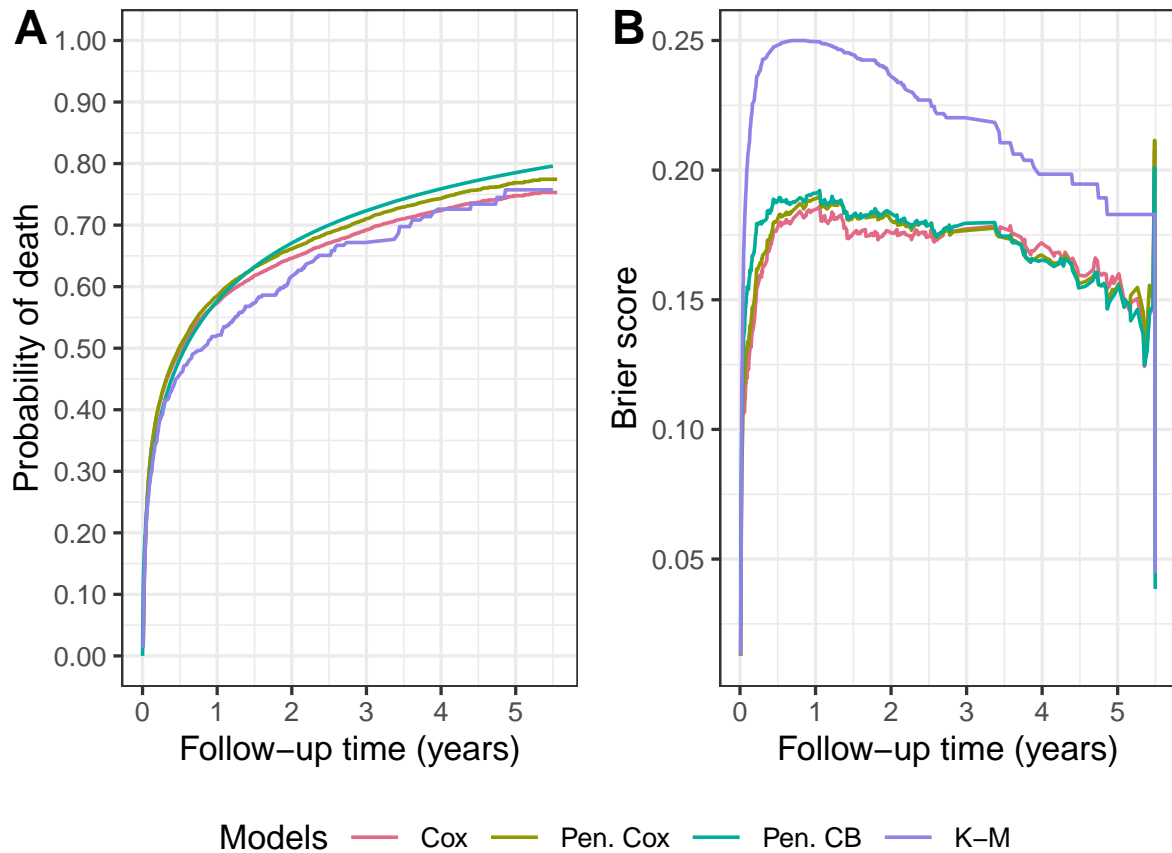 A
Probability of death
1.00
0.90
0.80
0.70
0.60
0.50
0.40
0.30
0.20
0.10
0.00
0 1 2 3 4 5
Follow−up time (years)
B
Brier score
0.25
0.20
0.15
0.10
0.05
0 1 2 3 4 5
Follow−up time (years)
Models Cox Pen. Cox Pen. CB K−M